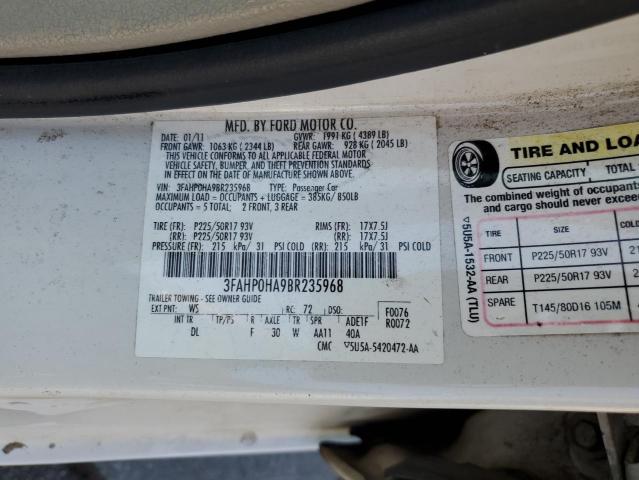 MFD. BY FORD MOTOR CO.
01/11 GVWR: 1991 KG ( 4389 LB)
FRONT GAWR: 1063 KG ( 2344 LB) REAR GAWR: 928 KG ( 2045 LB)
THIS VEHICLE CONFORMS TO ALL APPLICABLE FEDERAL MOTOR
VEHICLE SAFETY, BUMPER, AND THEFT PREVENTION STANDARDS
IN EFFECT ON THE DATE OF MANUFACTURE SHOWN ABOVE.
VIN: 3FAHP0HA9BR235968 TYPE: Passenger Car
MAXIMUM LOAD = OCCUPANTS + LUGGAGE = 385KG/ 850LB
OCCUPANTS = 5 TOTAL; 2 FRONT, 3 REAR
TIRE (FR): P225/50R17 93V RIMS (FR): 17X7.5J
(RR): P225/50R17 93V (RR): 17X7.5J
PRESSURE (FR): 215 kPa/ 31 PSI COLD (RR): 215 kPa/ 31 PSI COLD
3FAHP0HA9BR235968
TRAILER TOWING - SEE OWNER GUIDE
EXT PNT: WS RC: 72 DSO: F0076
INT TR TP/PS R AXLE TR SPR ADE1F R0072
DL F 30 W AA11 40A
CMC 5U5A-5420472-AA
TIRE AND LOA
SEATING CAPACITY TOTAL
The combined weight of occupant
and cargo should never exceed
TIRE SIZE COLD
FRONT P225/50R17 93V
REAR P225/50R17 93V
SPARE T145/80D16 105M
5U5A-1532-AA (TLU)